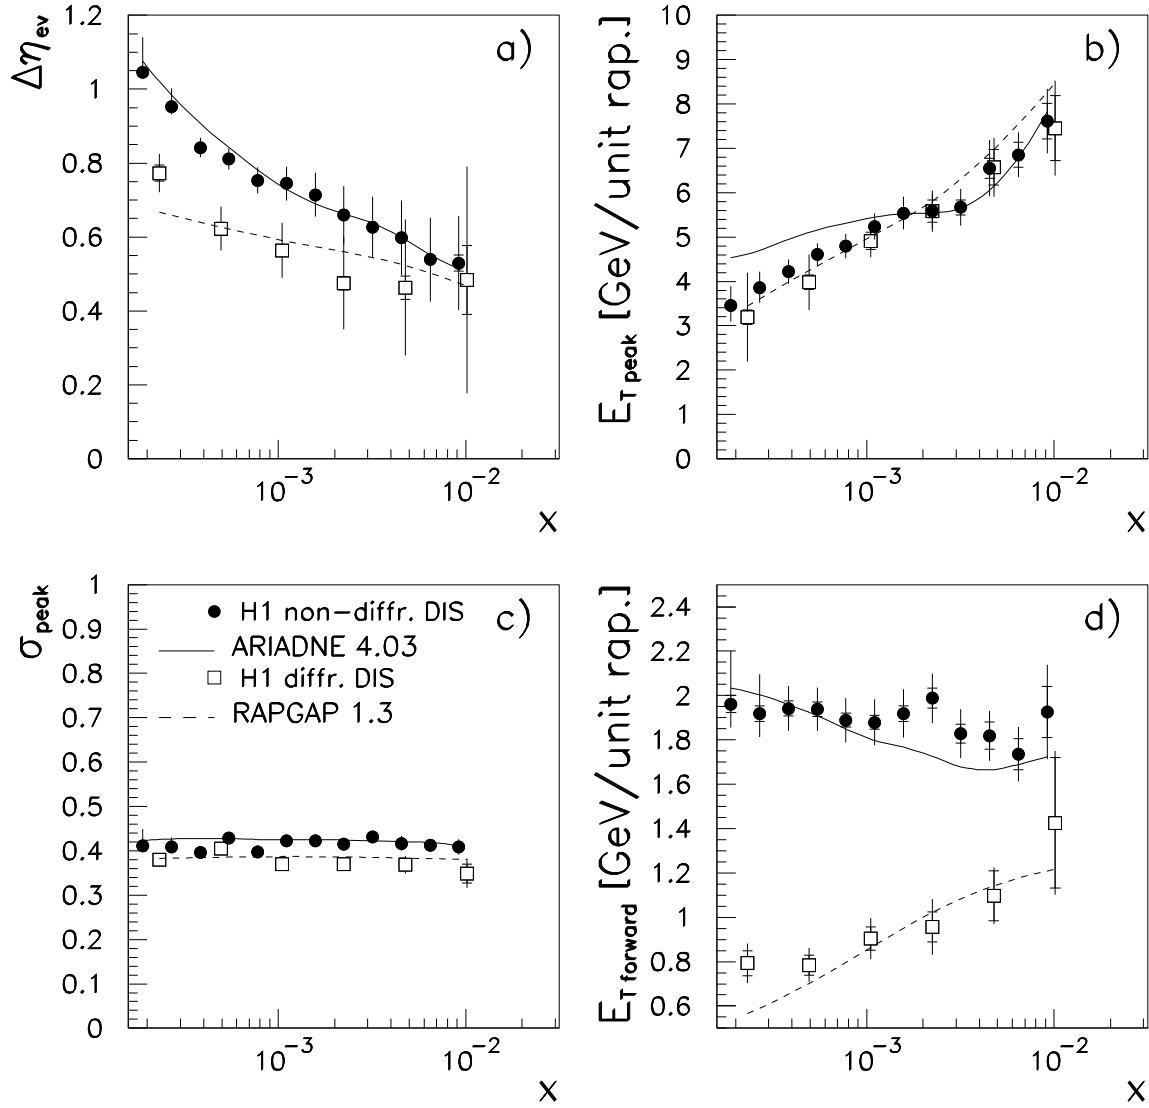 a)
Δη ev
1.2
1
0.8
0.6
0.4
0.2
0
10⁻³
10⁻²
x
b)
E T peak [GeV/unit rap.]
10
9
8
7
6
5
4
3
2
1
0
10⁻³
10⁻²
x
c)
σ peak
1
0.9
0.8
0.7
0.6
0.5
0.4
0.3
0.2
0.1
0
H1 non-diffr. DIS
ARIADNE 4.03
H1 diffr. DIS
RAPGAP 1.3
10⁻³
10⁻²
x
d)
E T forward [GeV/unit rap.]
2.4
2.2
2
1.8
1.6
1.4
1.2
1
0.8
0.6
10⁻³
10⁻²
x